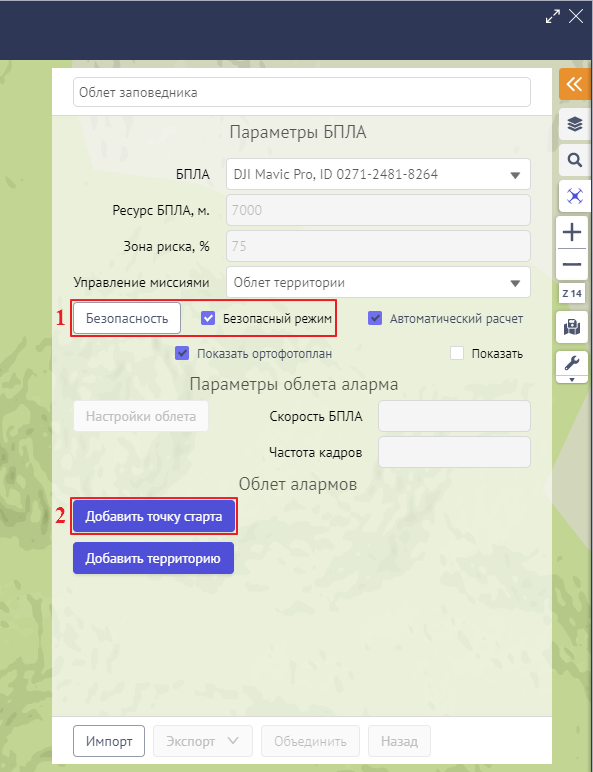 Облет заповедника
Параметры БПЛА
БПЛА DJI Mavic Pro, ID 0271-2481-8264
Ресурс БПЛА, м. 7000
Зона риска, % 75
Управление миссиями Облет территории
1 Безопасность Безопасный режим Автоматический расчет
Показать ортофотоплан Показать
Параметры облета аларма
Настройки облета Скорость БПЛА
Частота кадров
Облет алармов
2 Добавить точку старта
Добавить территорию
Импорт Экспорт Объединить Назад
Z 14